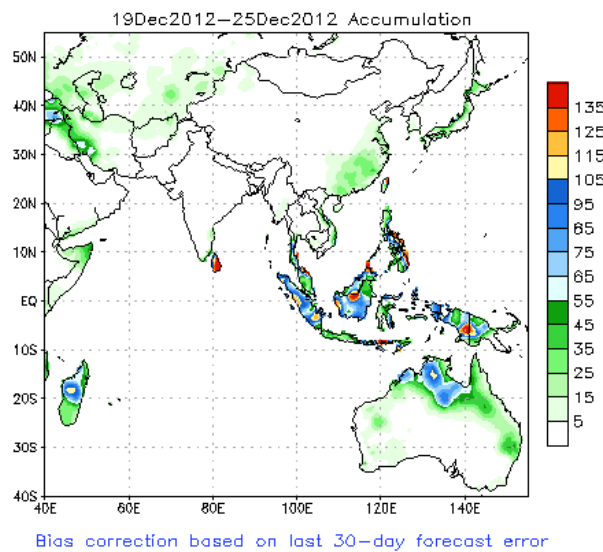 19Dec2012–25Dec2012 Accumulation
50N
40N
30N
20N
10N
EQ
10S
20S
30S
40S
40E
60E
80E
100E
120E
140E
135
125
115
105
95
85
75
65
55
45
35
25
15
5
Bias correction based on last 30-day forecast error